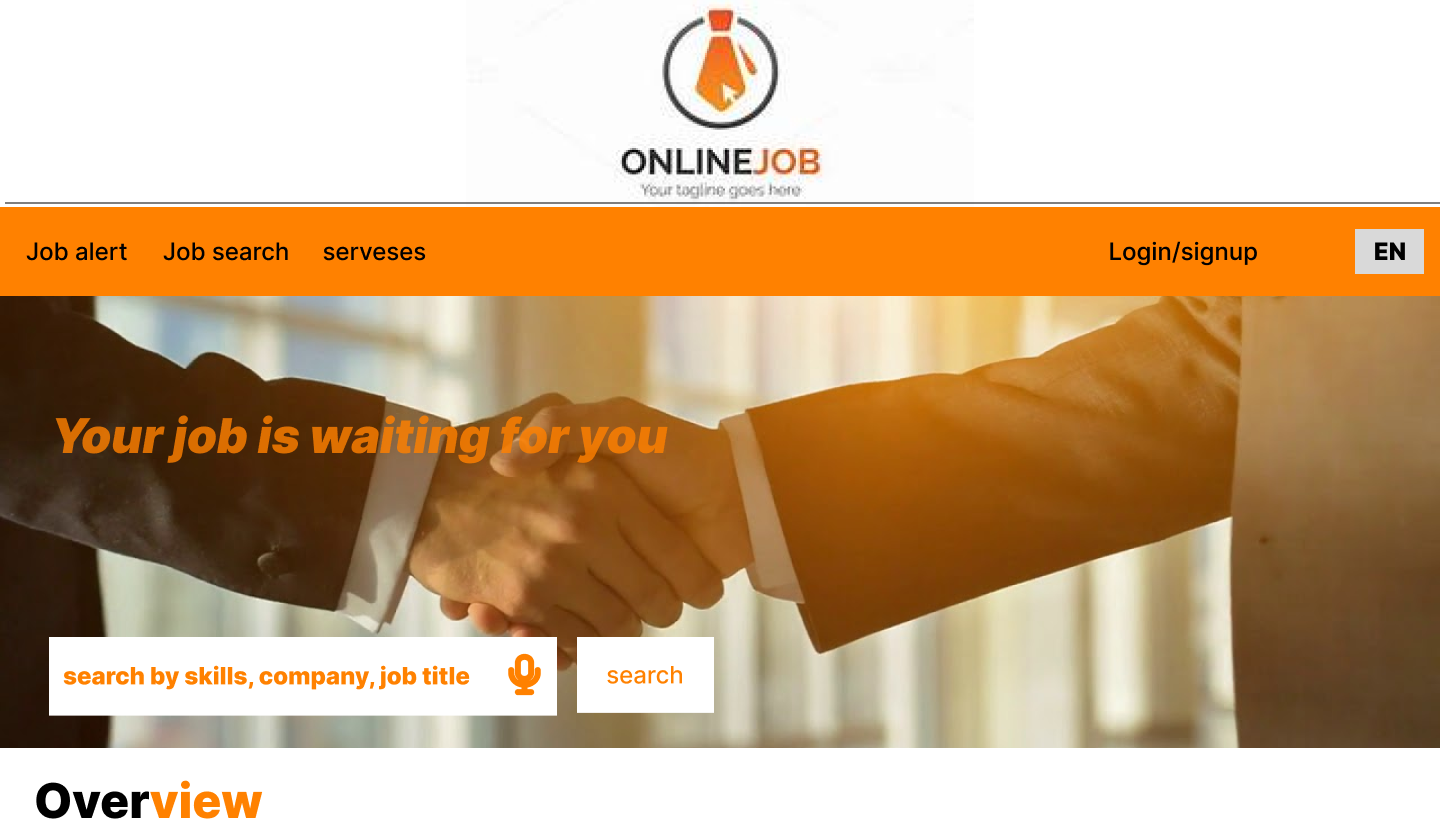 ONLINEJOB
Your tagline goes here
Job alert
Job search
serveses
Login/signup
EN
Your job is waiting for you
search by skills, company, job title
search
Overview